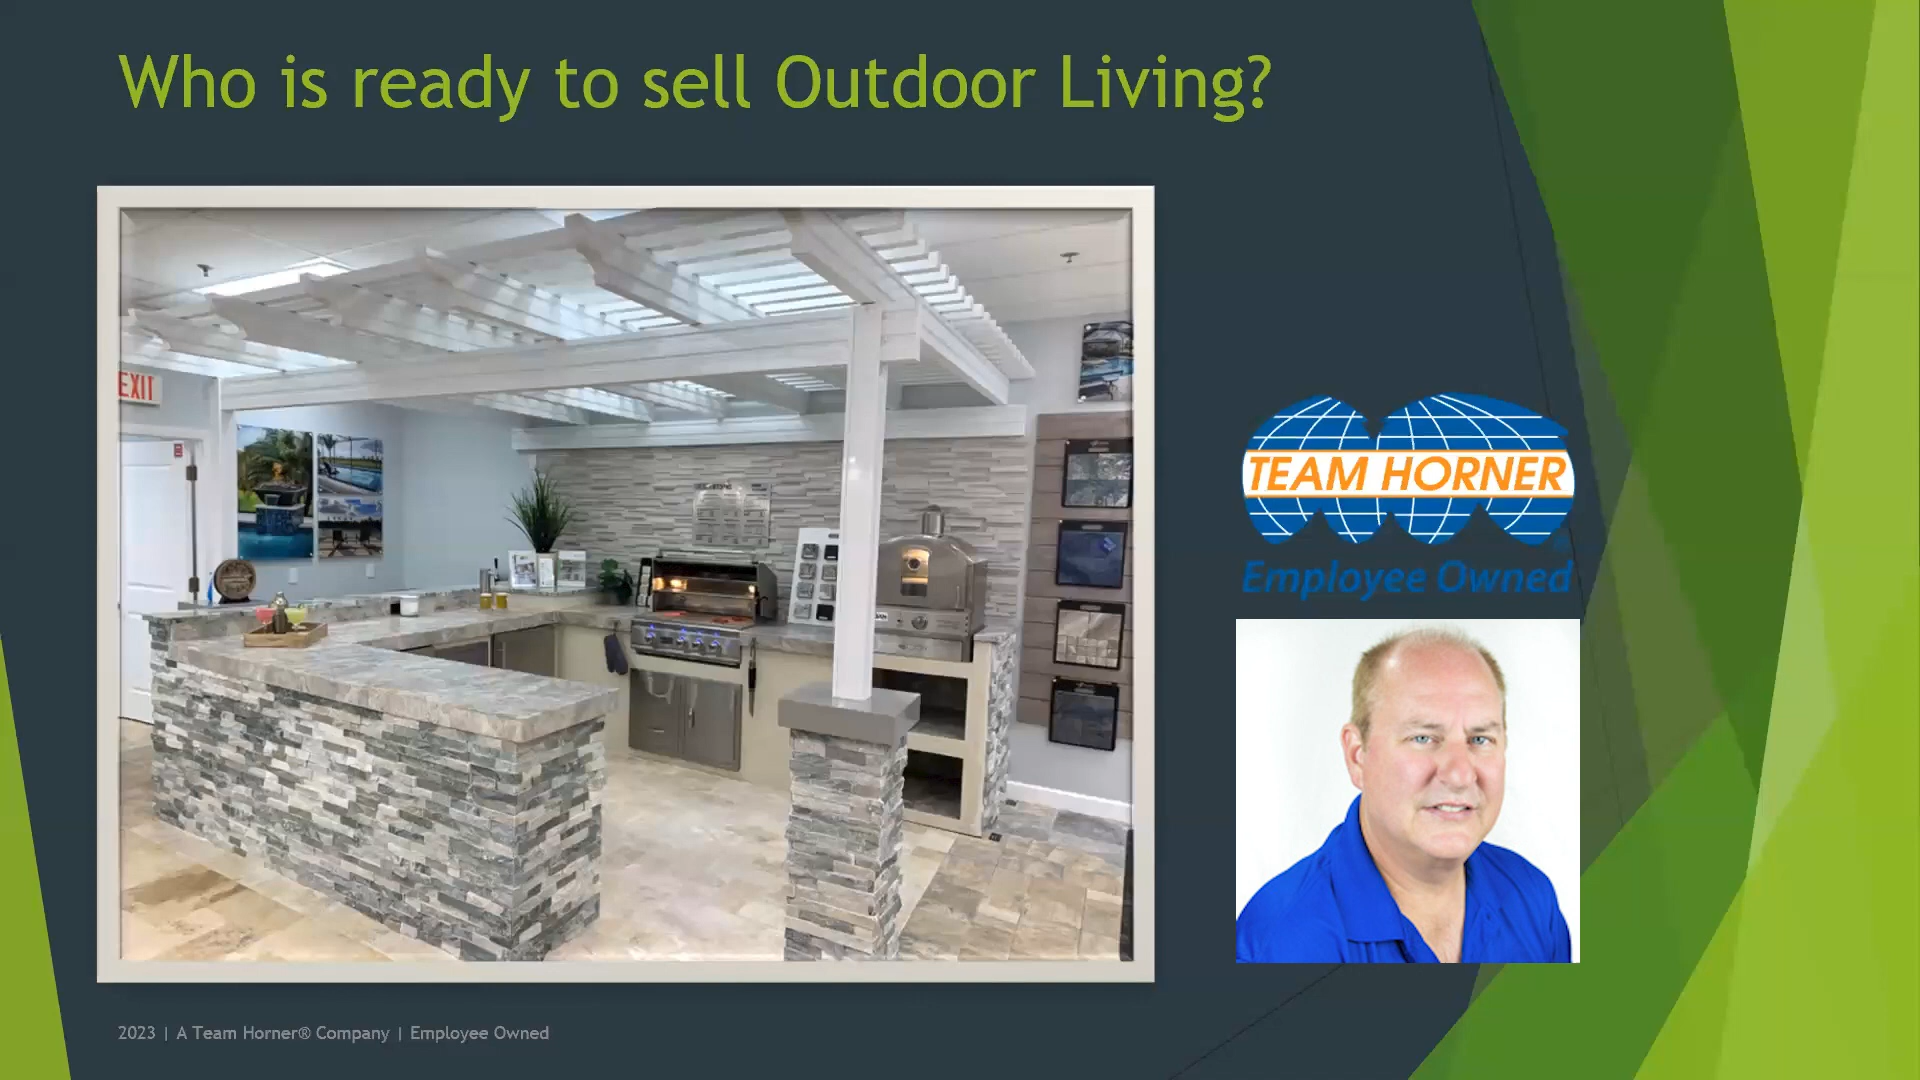 Who is ready to sell Outdoor Living?
EXIT
TEAM HORNER
Employee Owned
2023 | A Team Horner® Company | Employee Owned